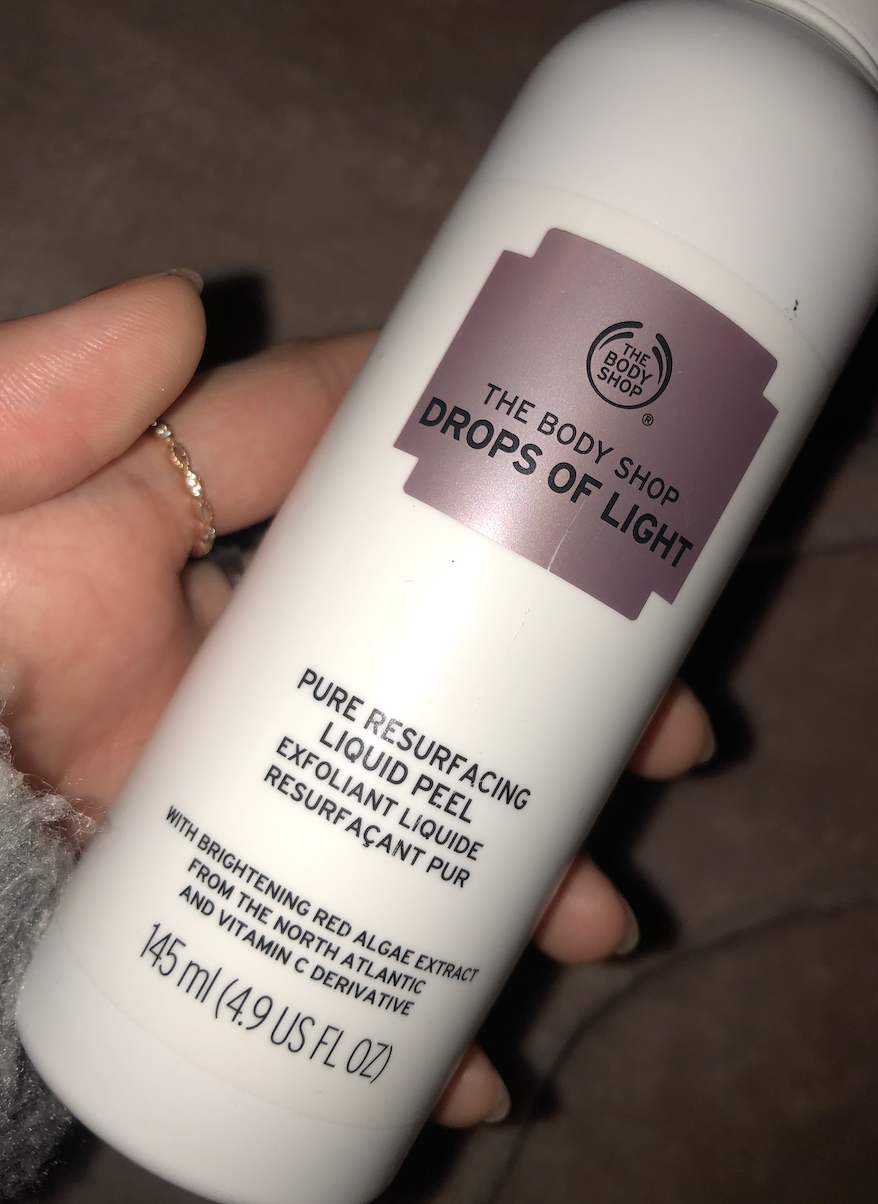 THE
BODY
SHOP
®
THE BODY SHOP
DROPS OF LIGHT
PURE RESURFACING
LIQUID PEEL
EXFOLIANT LIQUIDE
RESURFAÇANT PUR
WITH BRIGHTENING RED ALGAE EXTRACT
FROM THE NORTH ATLANTIC
AND VITAMIN C DERIVATIVE
145 ml (4.9 US FL OZ)